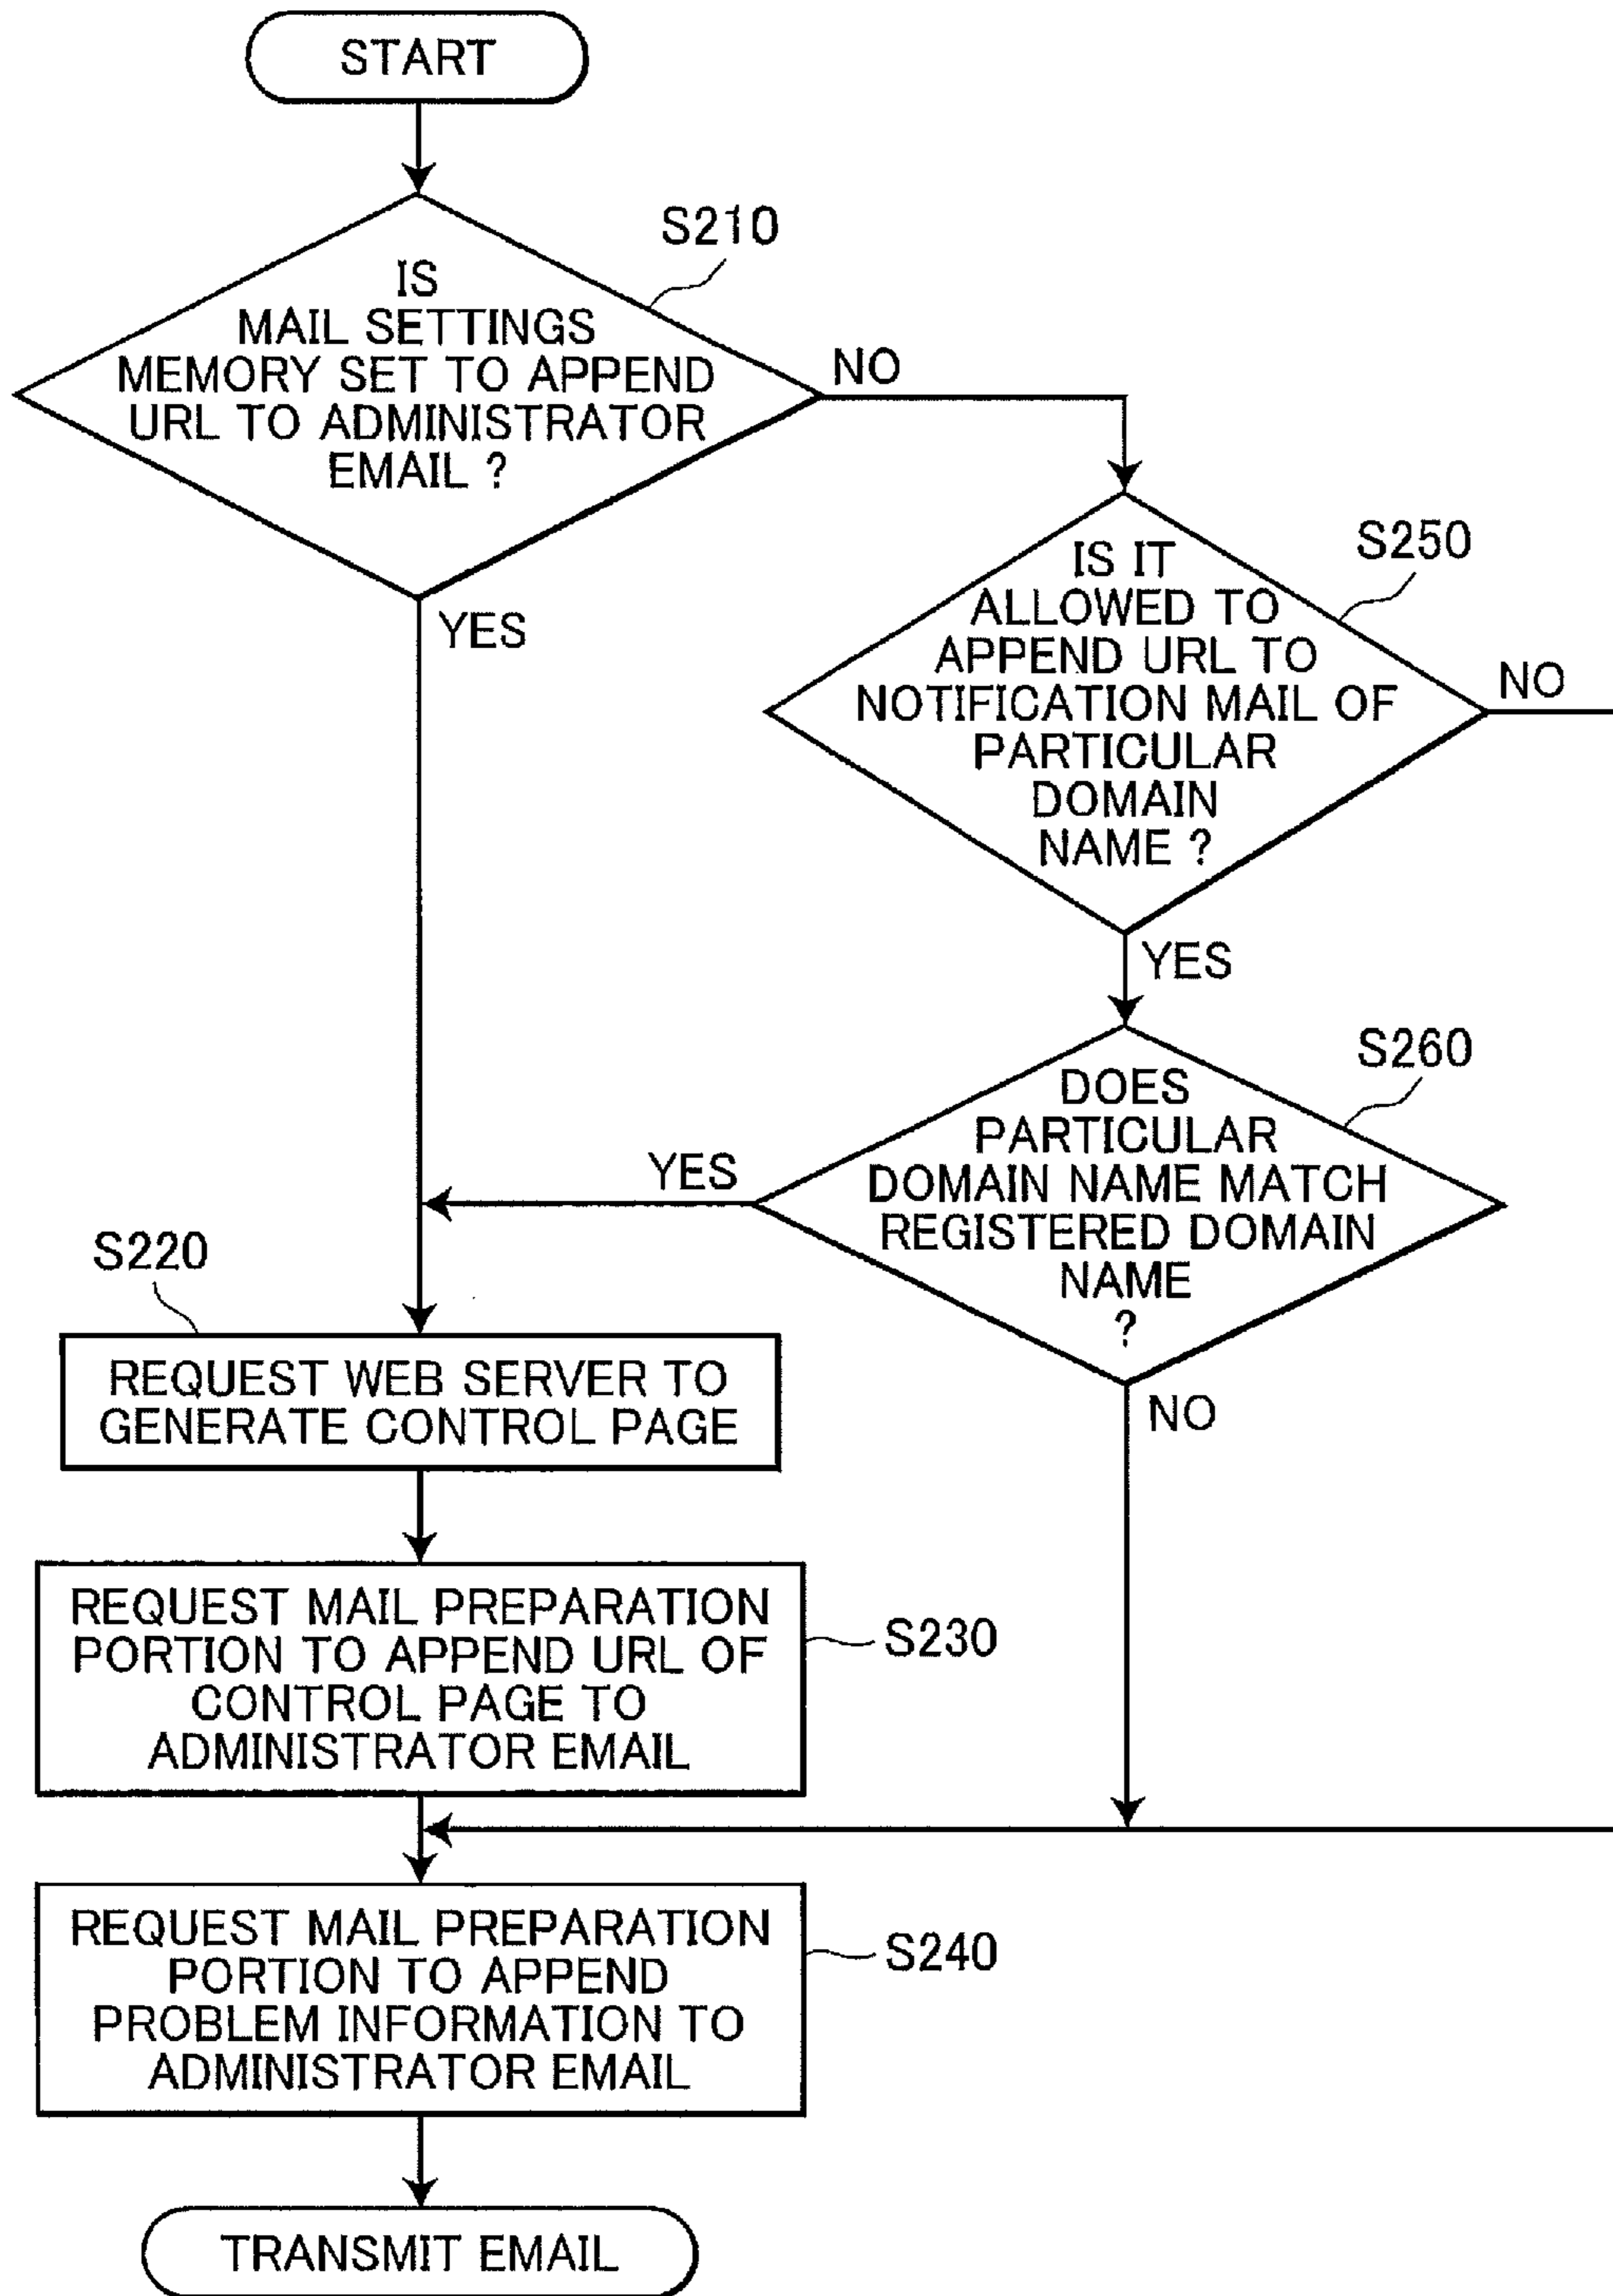 START
S210
IS
MAIL SETTINGS
MEMORY SET TO APPEND
URL TO ADMINISTRATOR
EMAIL ?
NO
YES
S250
IS IT
ALLOWED TO
APPEND URL TO
NOTIFICATION MAIL OF
PARTICULAR
DOMAIN
NAME ?
NO
YES
S260
DOES
PARTICULAR
DOMAIN NAME MATCH
REGISTERED DOMAIN
NAME
?
YES
NO
S220
REQUEST WEB SERVER TO
GENERATE CONTROL PAGE
REQUEST MAIL PREPARATION
PORTION TO APPEND URL OF
CONTROL PAGE TO
ADMINISTRATOR EMAIL
S230
REQUEST MAIL PREPARATION
PORTION TO APPEND
PROBLEM INFORMATION TO
ADMINISTRATOR EMAIL
S240
TRANSMIT EMAIL